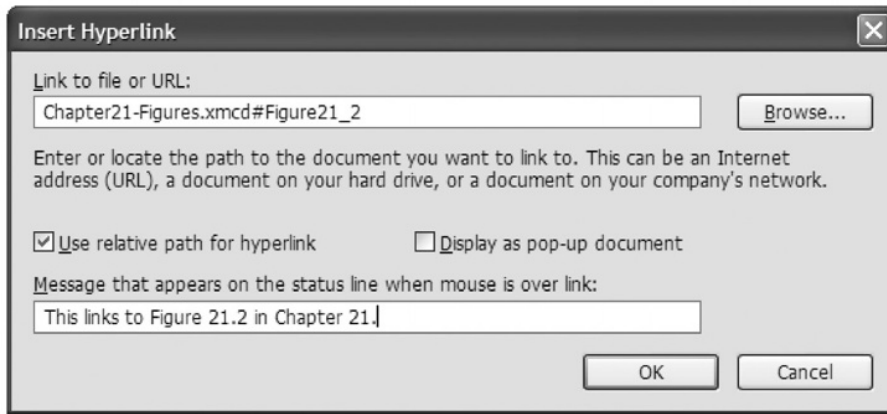 Insert Hyperlink
Link to file or URL:
Chapter21-Figures.xmcd#Figure21_2
Browse...
Enter or locate the path to the document you want to link to. This can be an Internet
address (URL), a document on your hard drive, or a document on your company's network.
Use relative path for hyperlink
Display as pop-up document
Message that appears on the status line when mouse is over link:
This links to Figure 21.2 in Chapter 21.
OK
Cancel